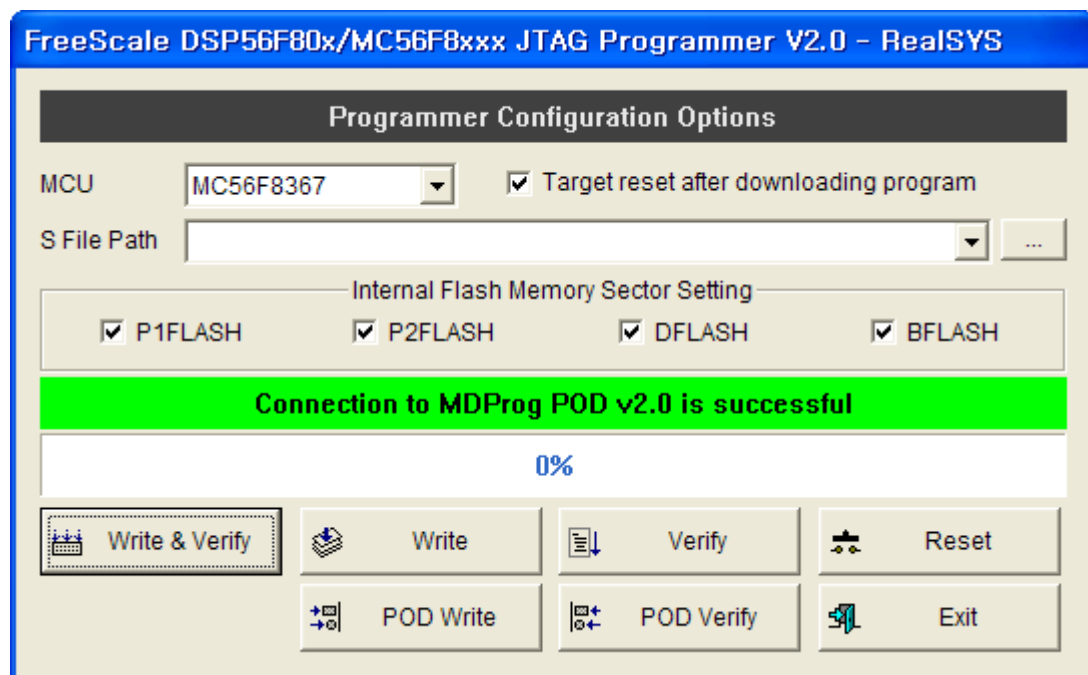 FreeScale DSP56F80x/MC56F8xxx JTAG Programmer V2.0 - RealSYS
Programmer Configuration Options
MCU MC56F8367 Target reset after downloading program
S File Path ...
Internal Flash Memory Sector Setting
P1FLASH P2FLASH DFLASH BFLASH
Connection to MDProg POD v2.0 is successful
0%
Write & Verify Write Verify Reset
POD Write POD Verify Exit